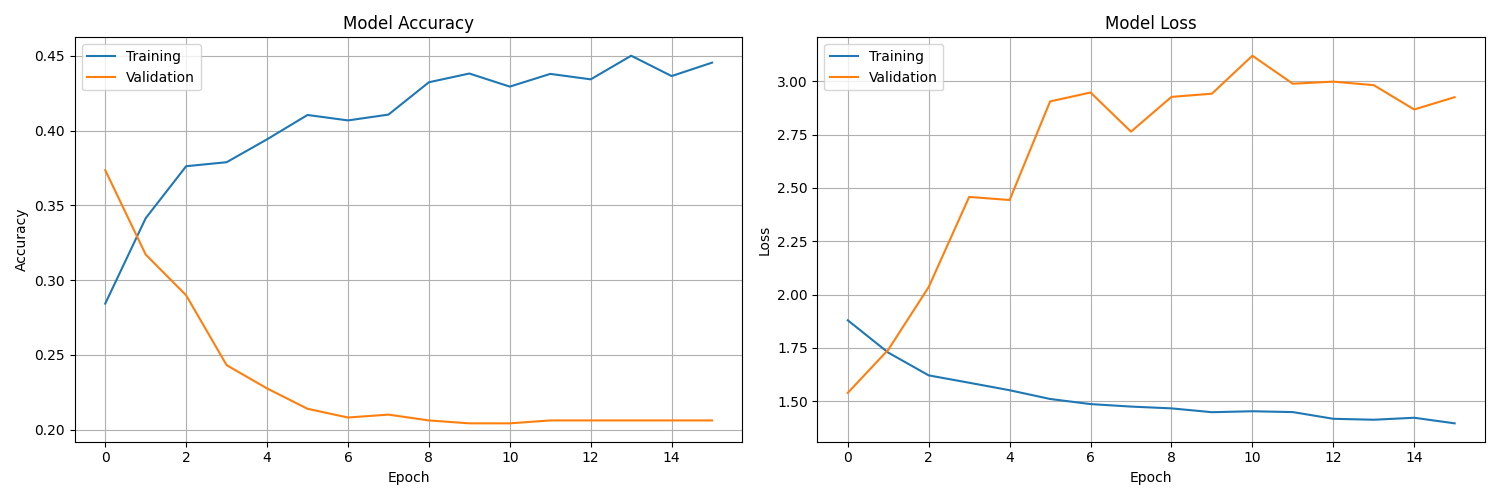 Model Accuracy
Training
Validation
0.45
0.40
0.35
0.30
0.25
0.20
Accuracy
0 2 4 6 8 10 12 14
Epoch
Model Loss
Training
Validation
3.00
2.75
2.50
2.25
2.00
1.75
1.50
Loss
0 2 4 6 8 10 12 14
Epoch